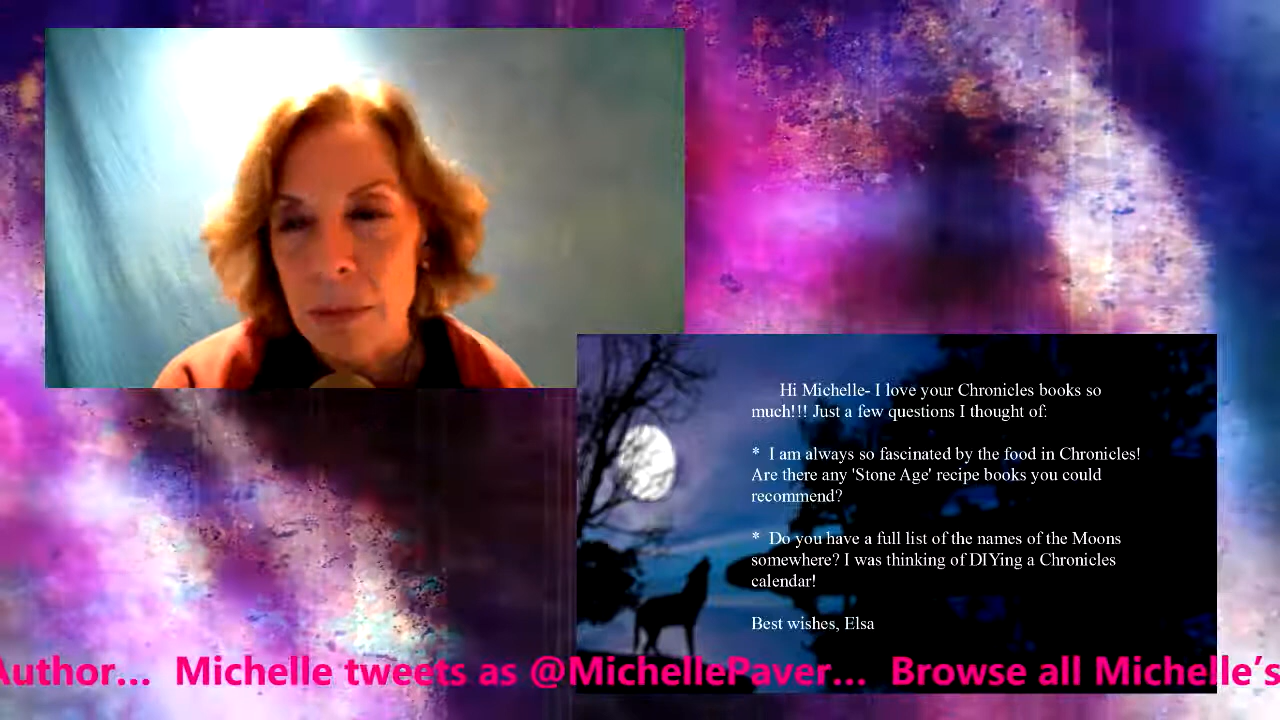 Hi Michelle- I love your Chronicles books so
much!!! Just a few questions I thought of:
* I am always so fascinated by the food in Chronicles!
Are there any 'Stone Age' recipe books you could
recommend?
* Do you have a full list of the names of the Moons
somewhere? I was thinking of DIYing a Chronicles
calendar!
Best wishes, Elsa
Author... Michelle tweets as @MichellePaver... Browse all Michelle's